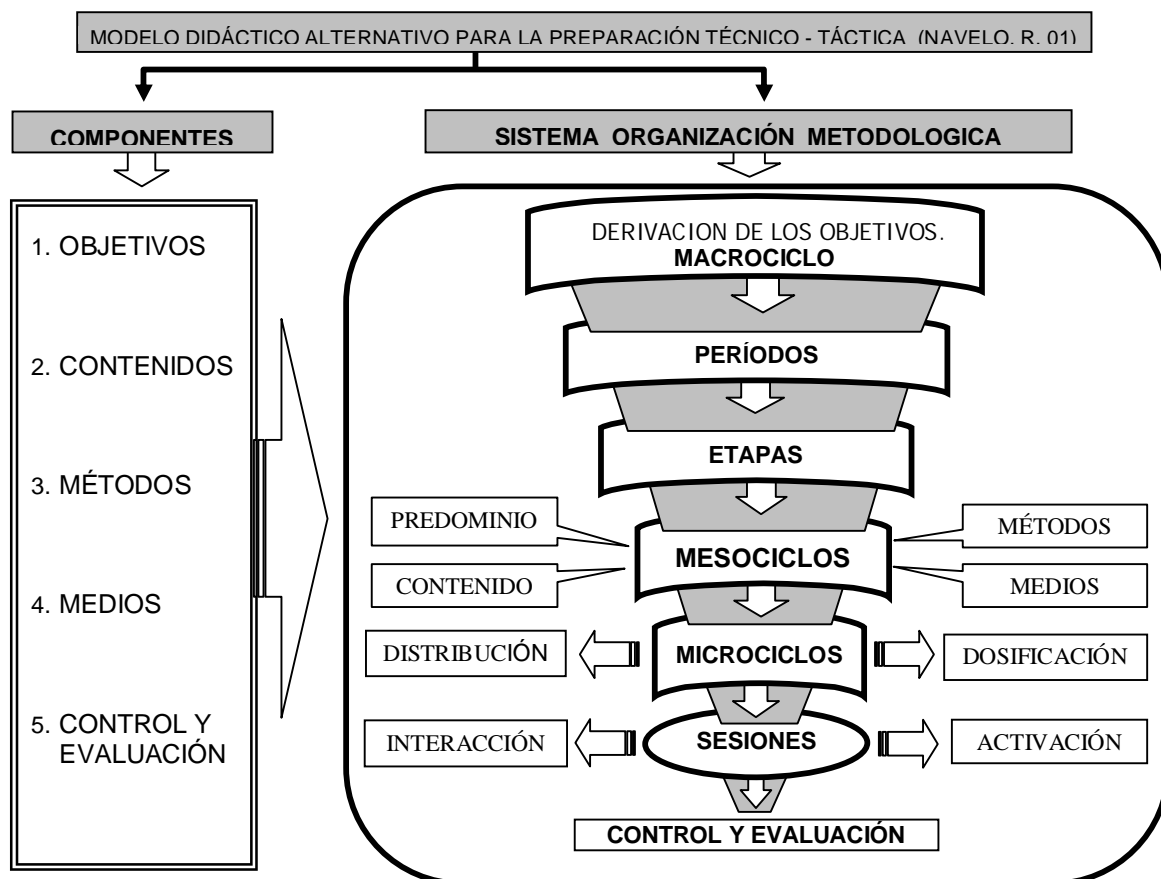 MODELO DIDÁCTICO ALTERNATIVO PARA LA PREPARACIÓN TÉCNICO - TÁCTICA (NAVELO. R. 01)
COMPONENTES
SISTEMA ORGANIZACIÓN METODOLOGICA
1. OBJETIVOS
2. CONTENIDOS
3. MÉTODOS
4. MEDIOS
5. CONTROL Y
EVALUACIÓN
DERIVACION DE LOS OBJETIVOS.
MACROCICLO
PERÍODOS
ETAPAS
PREDOMINIO
MÉTODOS
MESOCICLOS
CONTENIDO
MEDIOS
DISTRIBUCIÓN
MICROCICLOS
DOSIFICACIÓN
INTERACCIÓN
SESIONES
ACTIVACIÓN
CONTROL Y EVALUACIÓN